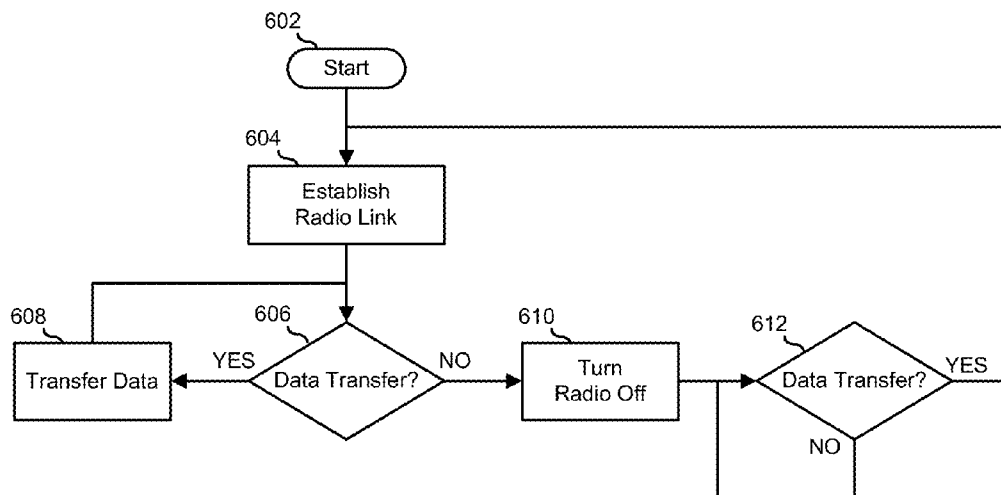 602
Start
604
Establish
Radio Link
608
606
610
612
YES
NO
YES
Transfer Data
Data Transfer?
Turn
Radio Off
Data Transfer?
NO